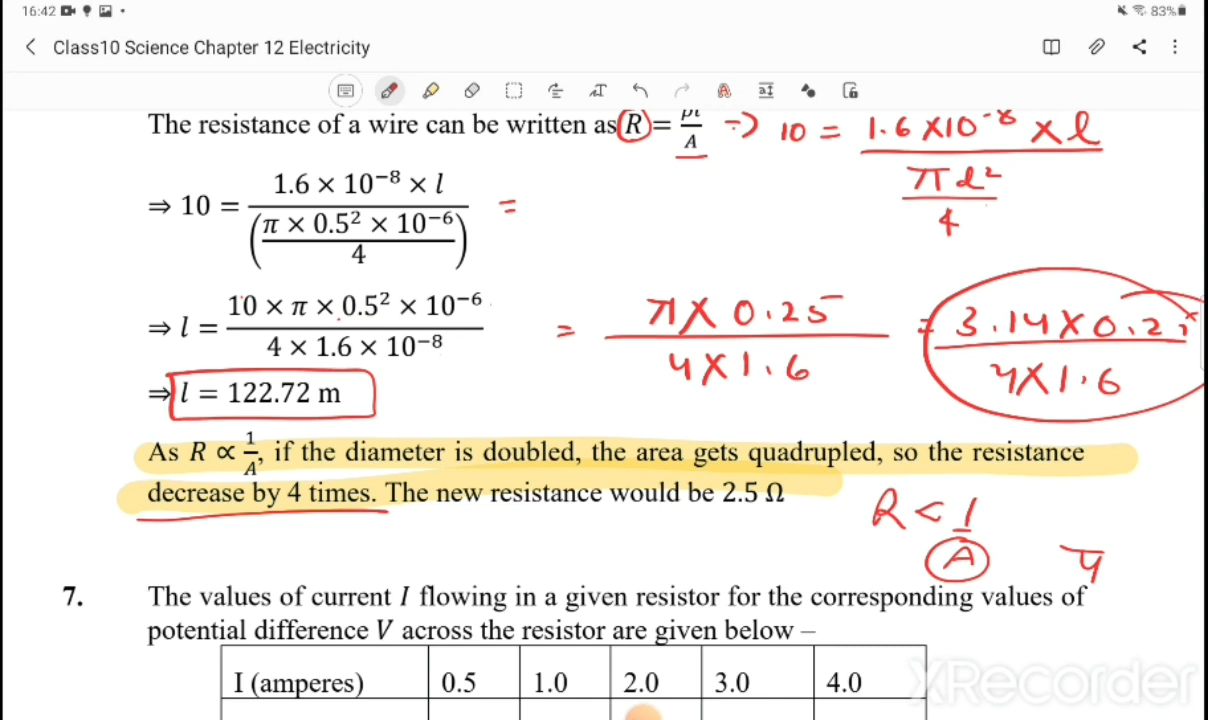 16:42 83%
Class10 Science Chapter 12 Electricity
The resistance of a wire can be written as R = ρl/A ⇒ 10 = 1.6 × 10⁻⁸ × l / (πd²/4)
⇒ 10 = 1.6 × 10⁻⁸ × l / (π × 0.5² × 10⁻⁶ / 4) =
⇒ l = 10 × π × 0.5² × 10⁻⁶ / 4 × 1.6 × 10⁻⁸ = π × 0.25 / 4 × 1.6 = 3.14 × 0.25 / 4 × 1.6
⇒ l = 122.72 m
As R ∝ 1/A, if the diameter is doubled, the area gets quadrupled, so the resistance
decrease by 4 times. The new resistance would be 2.5 Ω
R < 1/A 4
7. The values of current I flowing in a given resistor for the corresponding values of
potential difference V across the resistor are given below –
I (amperes) 0.5 1.0 2.0 3.0 4.0
XRecorder